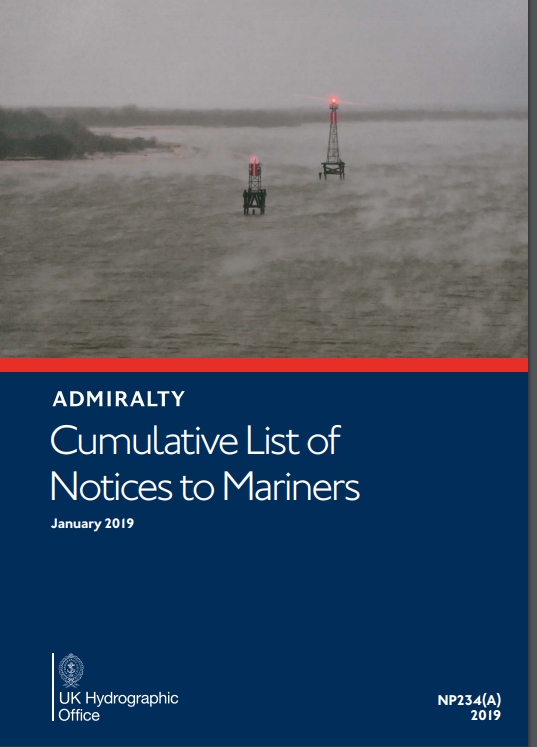 ADMIRALTY
Cumulative List of
Notices to Mariners
January 2019
UK Hydrographic
Office
NP234(A)
2019